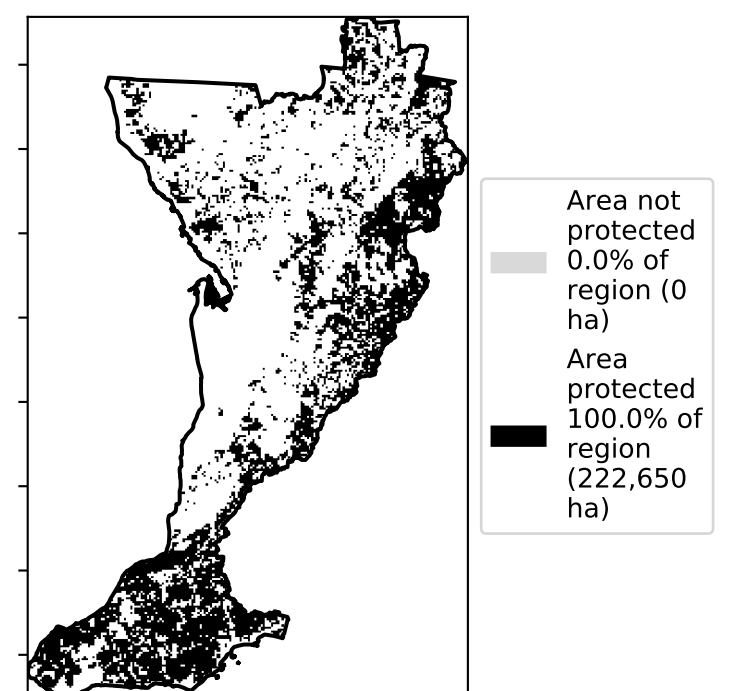 Area not
protected
0.0% of
region (0
ha)
Area
protected
100.0% of
region
(222,650
ha)